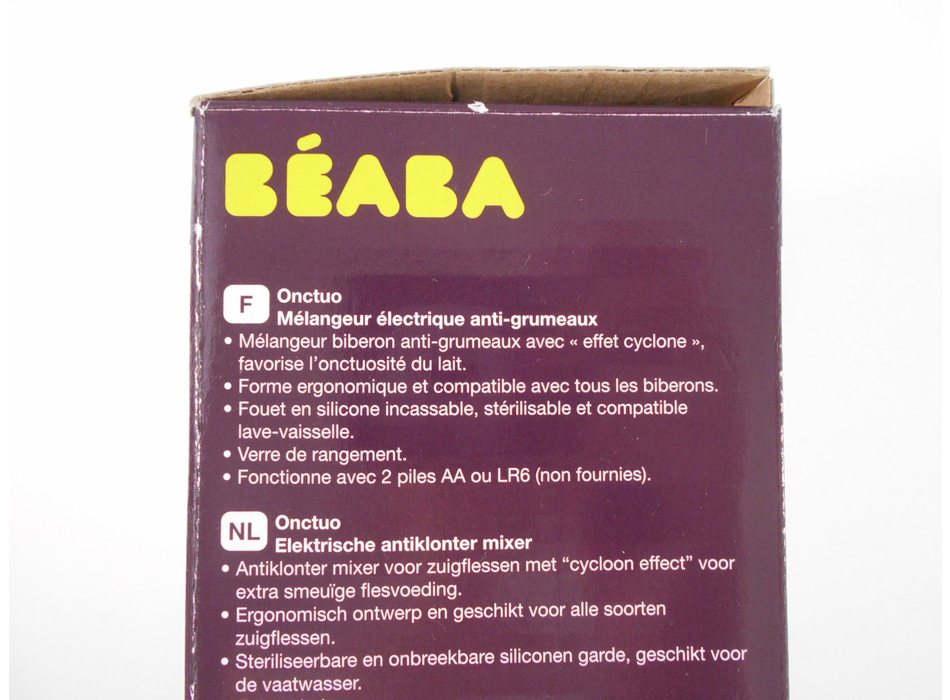 BÉABA
F Onctuo
Mélangeur électrique anti-grumeaux
• Mélangeur biberon anti-grumeaux avec « effet cyclone »,
favorise l'onctuosité du lait.
• Forme ergonomique et compatible avec tous les biberons.
• Fouet en silicone incassable, stérilisable et compatible
lave-vaisselle.
• Verre de rangement.
• Fonctionne avec 2 piles AA ou LR6 (non fournies).
NL Onctuo
Elektrische antiklonter mixer
• Antiklonter mixer voor zuigflessen met “cycloon effect” voor
extra smeuïge flesvoeding.
• Ergonomisch ontwerp en geschikt voor alle soorten
zuigflessen.
• Steriliseerbare en onbreekbare siliconen garde, geschikt voor
de vaatwasser.